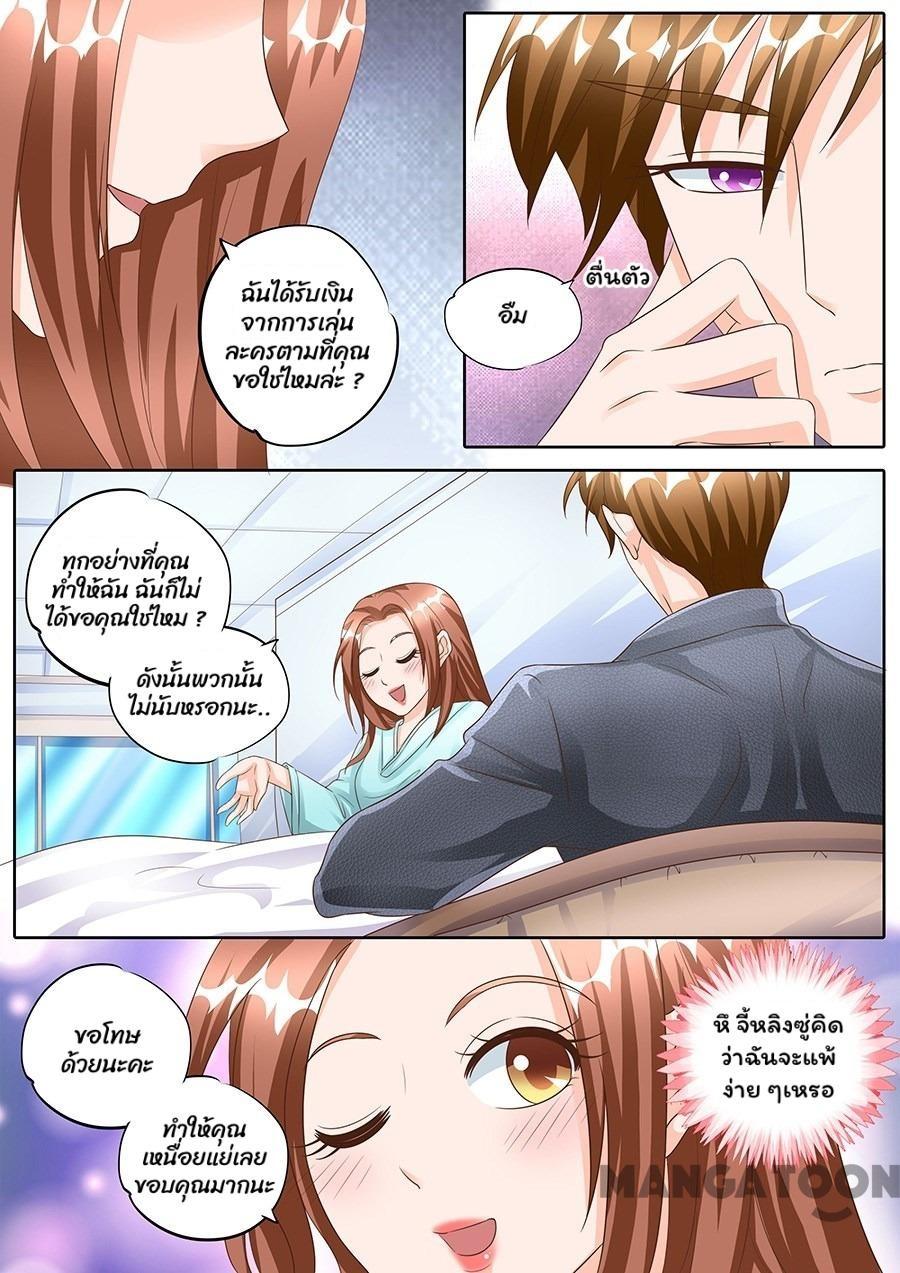 ฉันได้รับเงิน
จากการเล่น
ละครตามที่คุณ
ขอใช่ไหมล่ะ ?
ตื่นตัว
อืม
ทุกอย่างที่คุณ
ทำให้ฉัน ฉันก็ไม่
ได้ขอคุณใช่ไหม ?
ดังนั้นพวกนั้น
ไม่นับหรอกนะ..
ขอโทษ
ด้วยนะคะ
ทำให้คุณ
เหนื่อยแย่เลย
ขอบคุณมากนะ
หึ จี้หลิงซู่คิด
ว่าฉันจะแพ้
ง่าย ๆเหรอ
MANGATOON